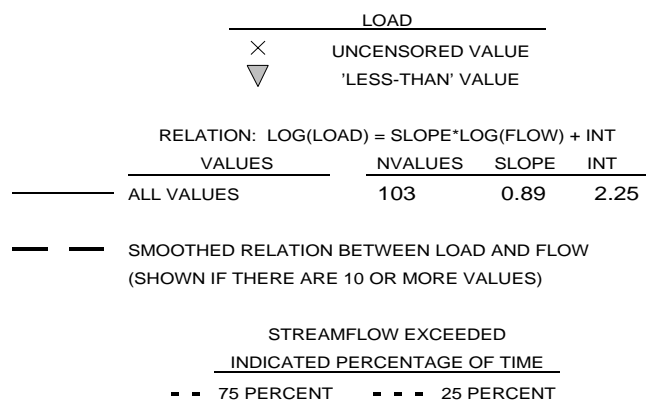 LOAD
UNCENSORED VALUE
'LESS-THAN' VALUE
RELATION: LOG(LOAD) = SLOPE*LOG(FLOW) + INT
VALUES NVALUES SLOPE INT
ALL VALUES 103 0.89 2.25
SMOOTHED RELATION BETWEEN LOAD AND FLOW
(SHOWN IF THERE ARE 10 OR MORE VALUES)
STREAMFLOW EXCEEDED
INDICATED PERCENTAGE OF TIME
75 PERCENT 25 PERCENT